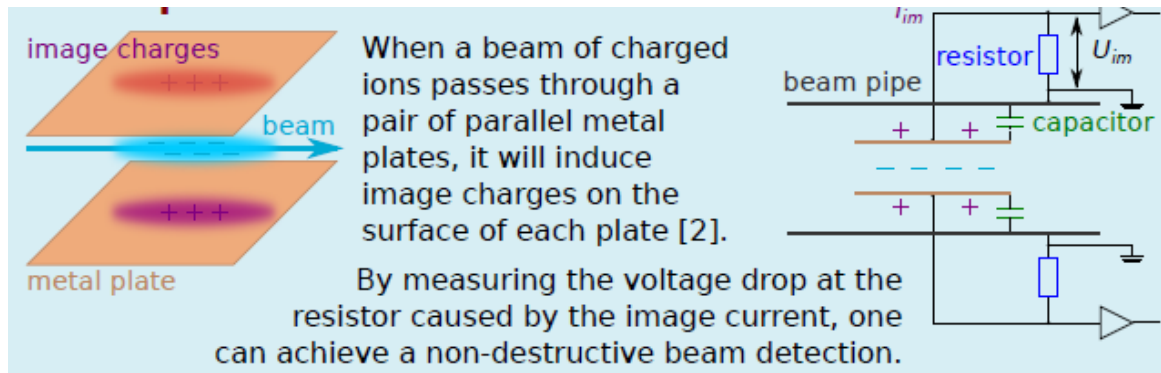 image charges
+ + +
beam
– – – – – – –
+ + +
metal plate
When a beam of charged
ions passes through a
pair of parallel metal
plates, it will induce
image charges on the
surface of each plate [2].
By measuring the voltage drop at the
resistor caused by the image current, one
can achieve a non-destructive beam detection.
I_im
resistor
U_im
beam pipe
capacitor
+ +
– – – –
+ +